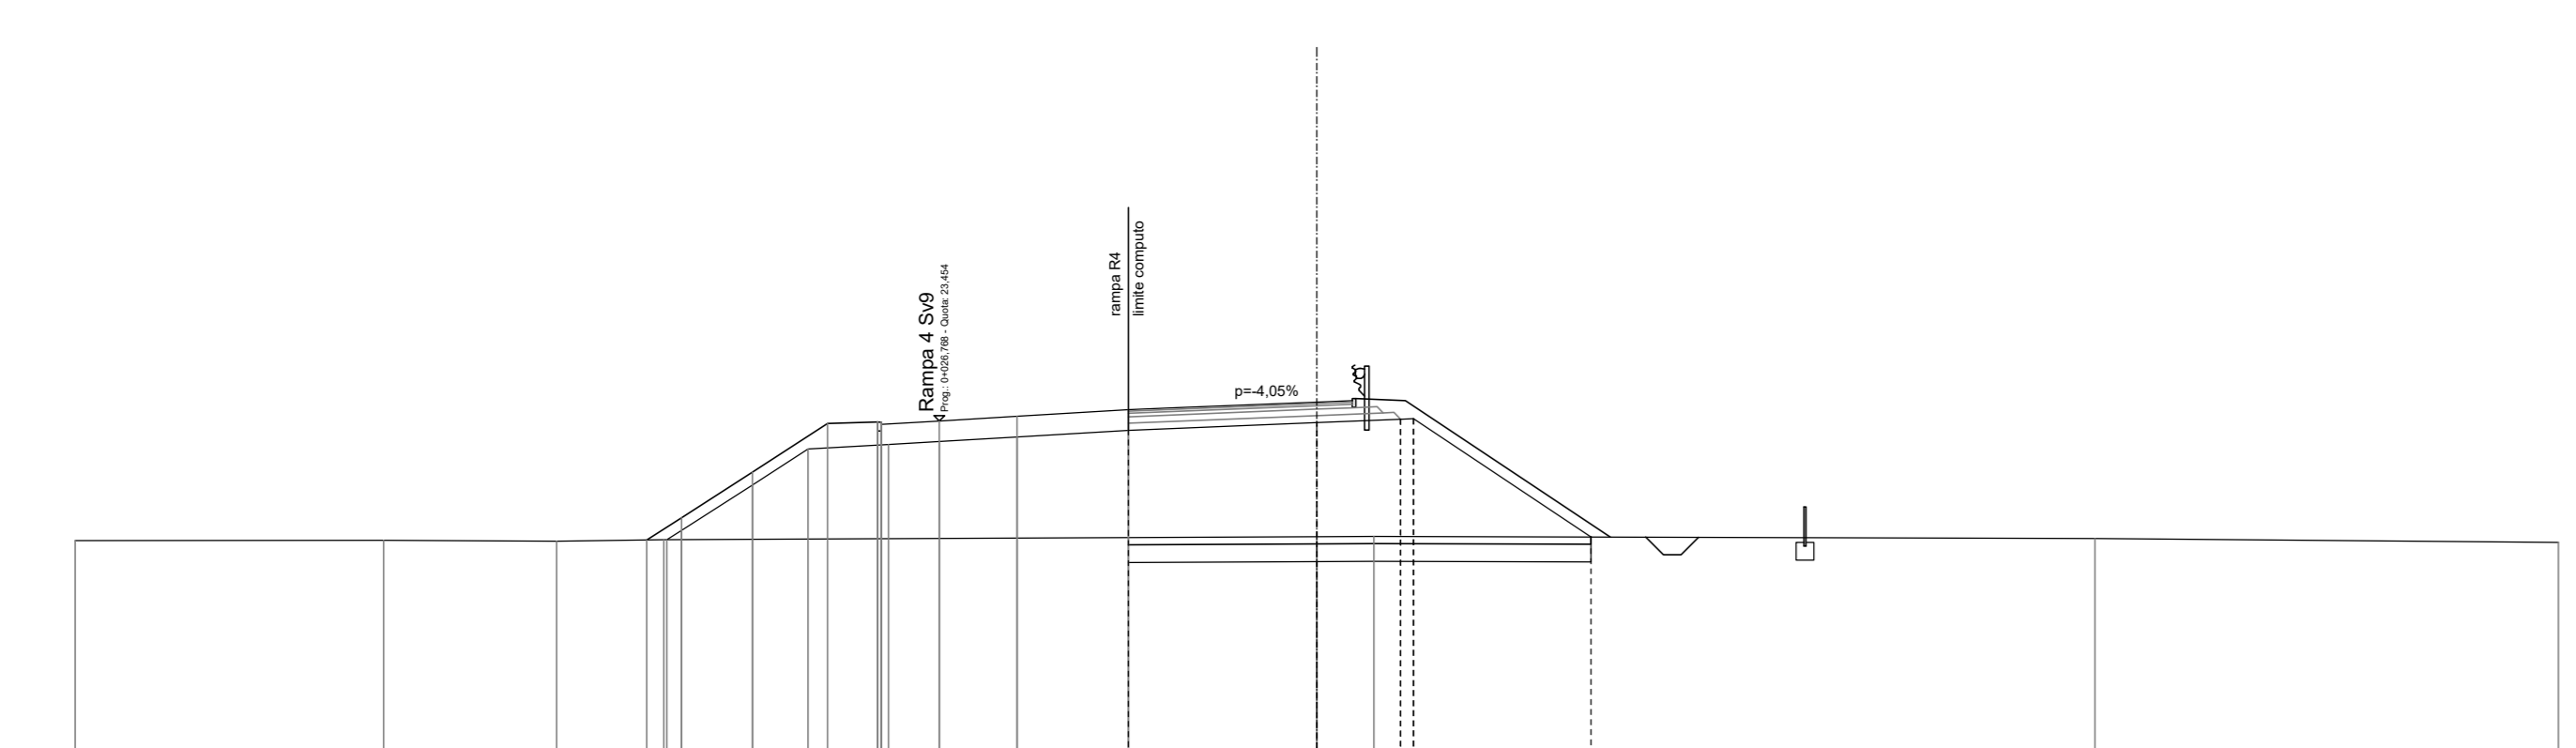 Rampa 4 Sv9
Prog.: 0+026,768 - Quota: 23,454
rampa R4
limite computo
p=-4,05%